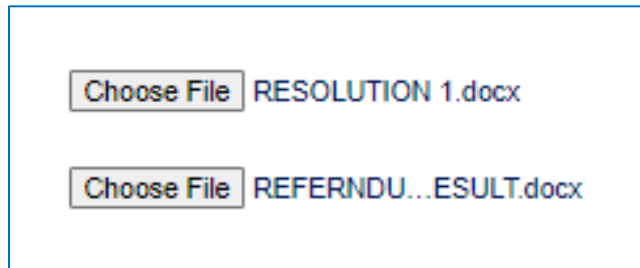 Choose File RESOLUTION 1.docx
Choose File REFERNDU...ESULT.docx